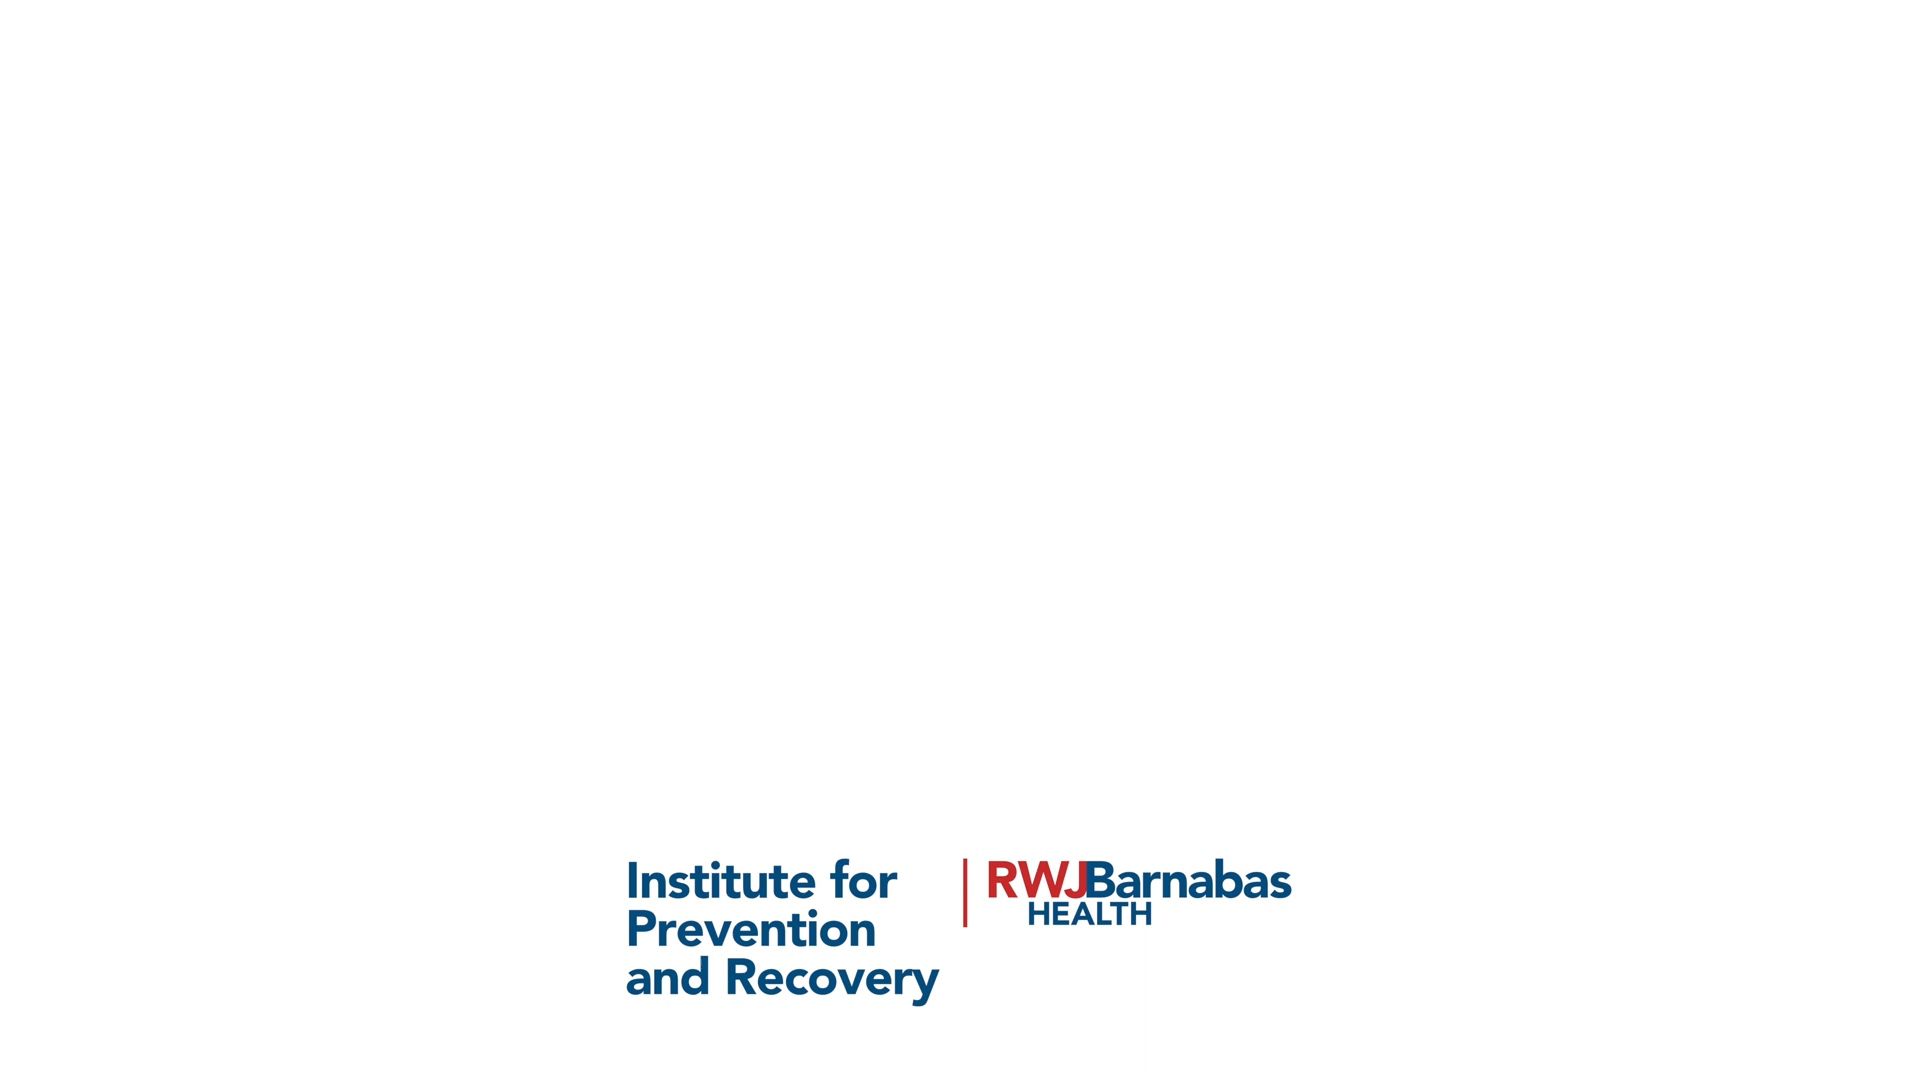 Institute for
Prevention
and Recovery
RWJBarnabas
HEALTH